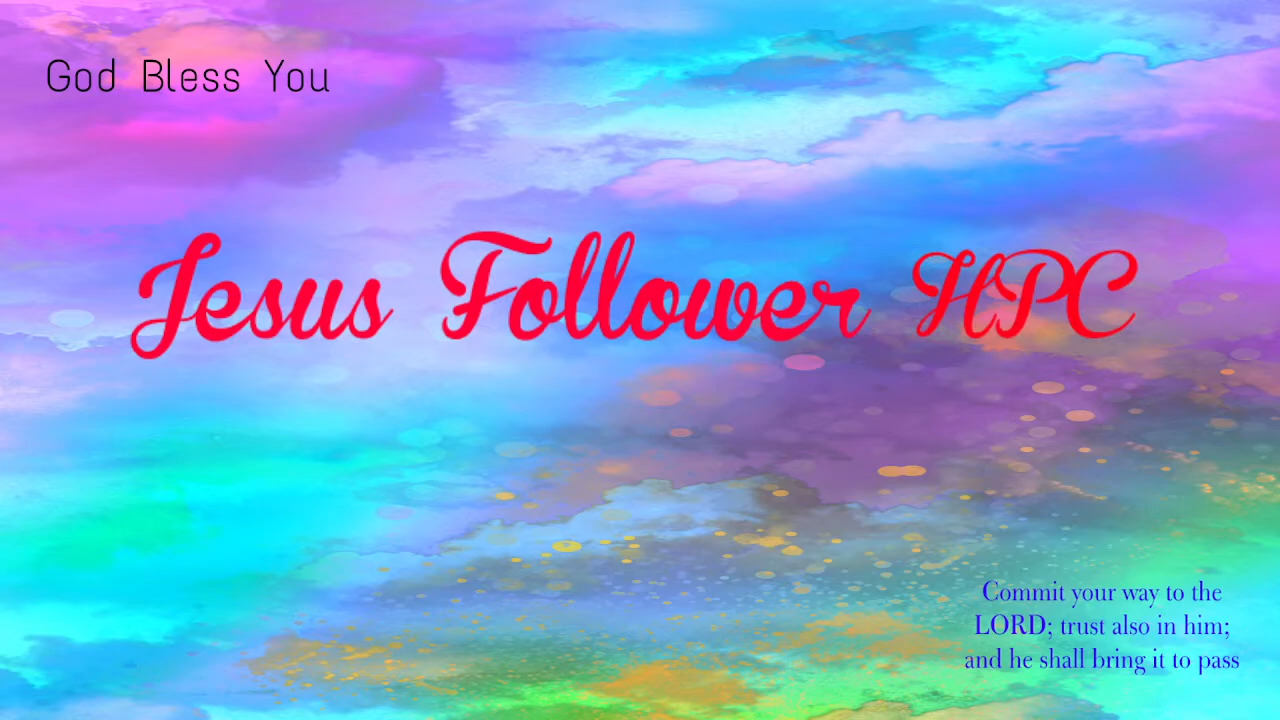 God Bless You
Jesus Follower HPC
Commit your way to the
LORD; trust also in him;
and he shall bring it to pass